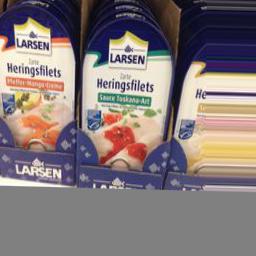 LARSEN
Zarte
Heringsfilets
Pfeffer-Mango-Creme
LARSEN
Zarte
Heringsfilets
Sauce Toskana-Art
He
LARSEN
LARSEN